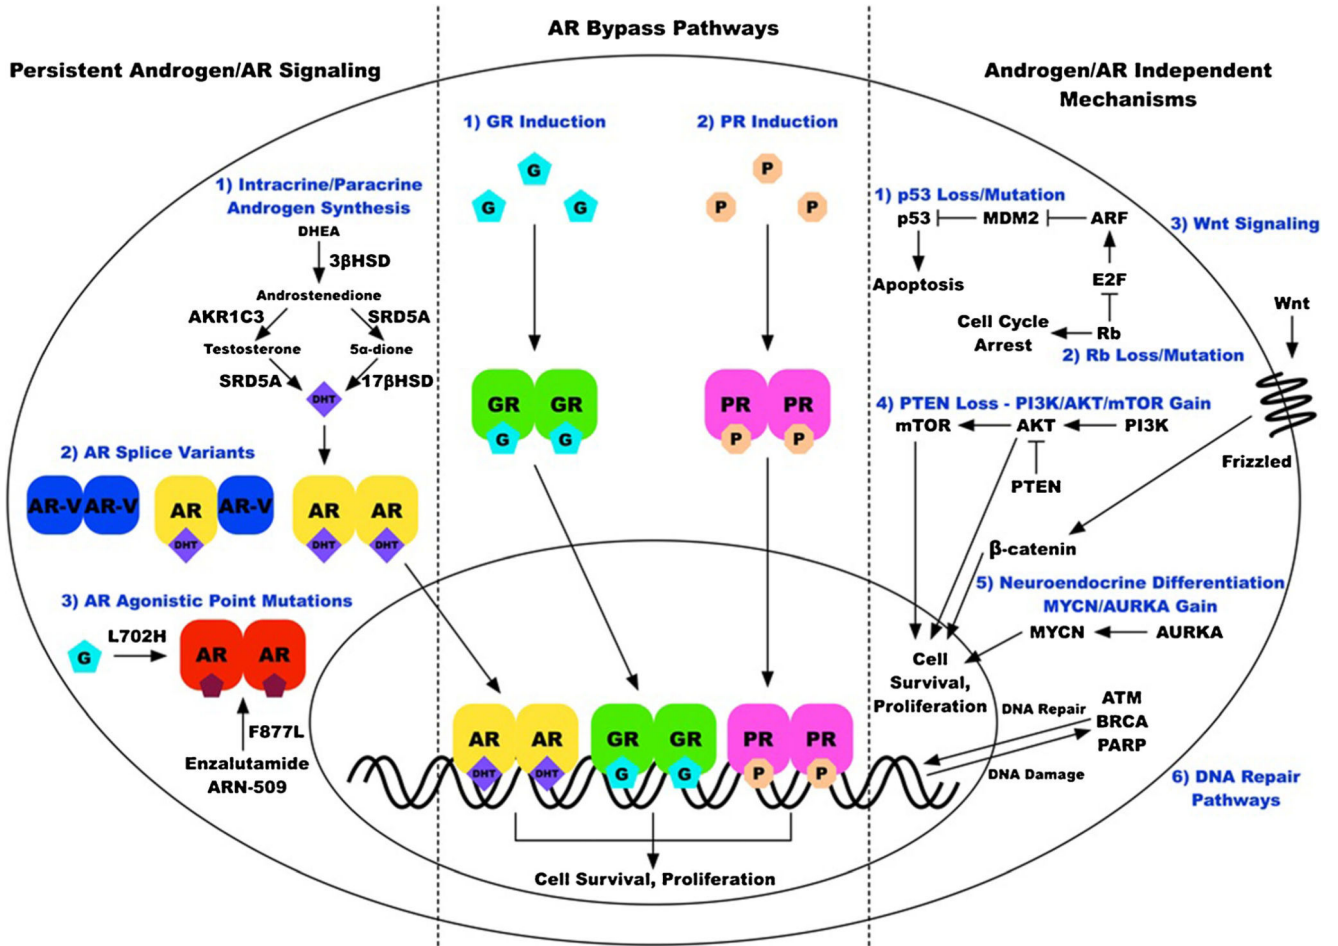 AR Bypass Pathways
Persistent Androgen/AR Signaling
Androgen/AR Independent
Mechanisms
1) Intracrine/Paracrine
Androgen Synthesis
DHEA
3βHSD
Androstenedione
AKR1C3
SRD5A
Testosterone
5α-dione
SRD5A
17βHSD
DHT
2) AR Splice Variants
AR-V
AR-V
AR
AR-V
DHT
AR
AR
DHT
DHT
3) AR Agonistic Point Mutations
L702H
G
AR
AR
F877L
Enzalutamide
ARN-509
1) GR Induction
G
G
G
GR
GR
G
G
2) PR Induction
P
P
P
PR
PR
P
P
AR
AR
GR
GR
PR
PR
DHT
DHT
G
G
P
P
Cell Survival, Proliferation
1) p53 Loss/Mutation
p53
MDM2
ARF
Apoptosis
E2F
Cell Cycle
Arrest
Rb
2) Rb Loss/Mutation
3) Wnt Signaling
Wnt
Frizzled
4) PTEN Loss - PI3K/AKT/mTOR Gain
mTOR
AKT
PI3K
PTEN
β-catenin
5) Neuroendocrine Differentiation
MYCN/AURKA Gain
MYCN
AURKA
Cell
Survival,
Proliferation
DNA Repair
ATM
BRCA
PARP
DNA Damage
6) DNA Repair
Pathways